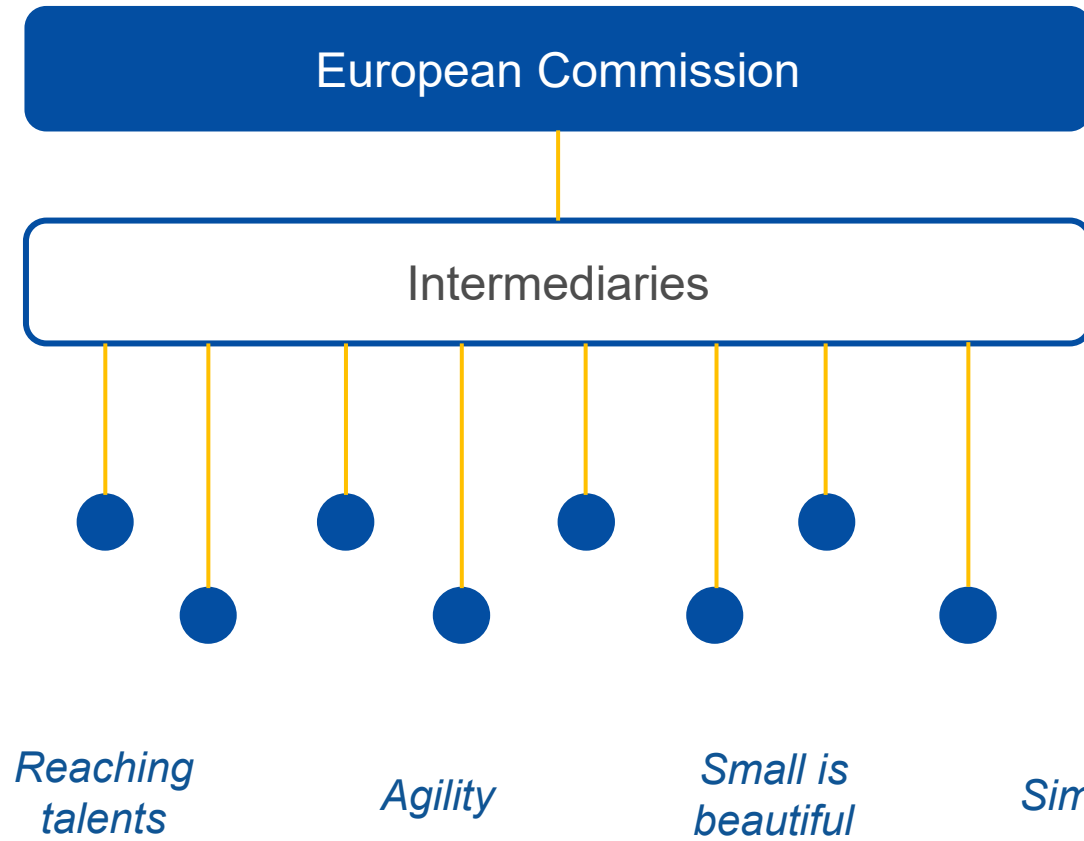 European Commission
Intermediaries
Reaching
talents
Agility
Small is
beautiful